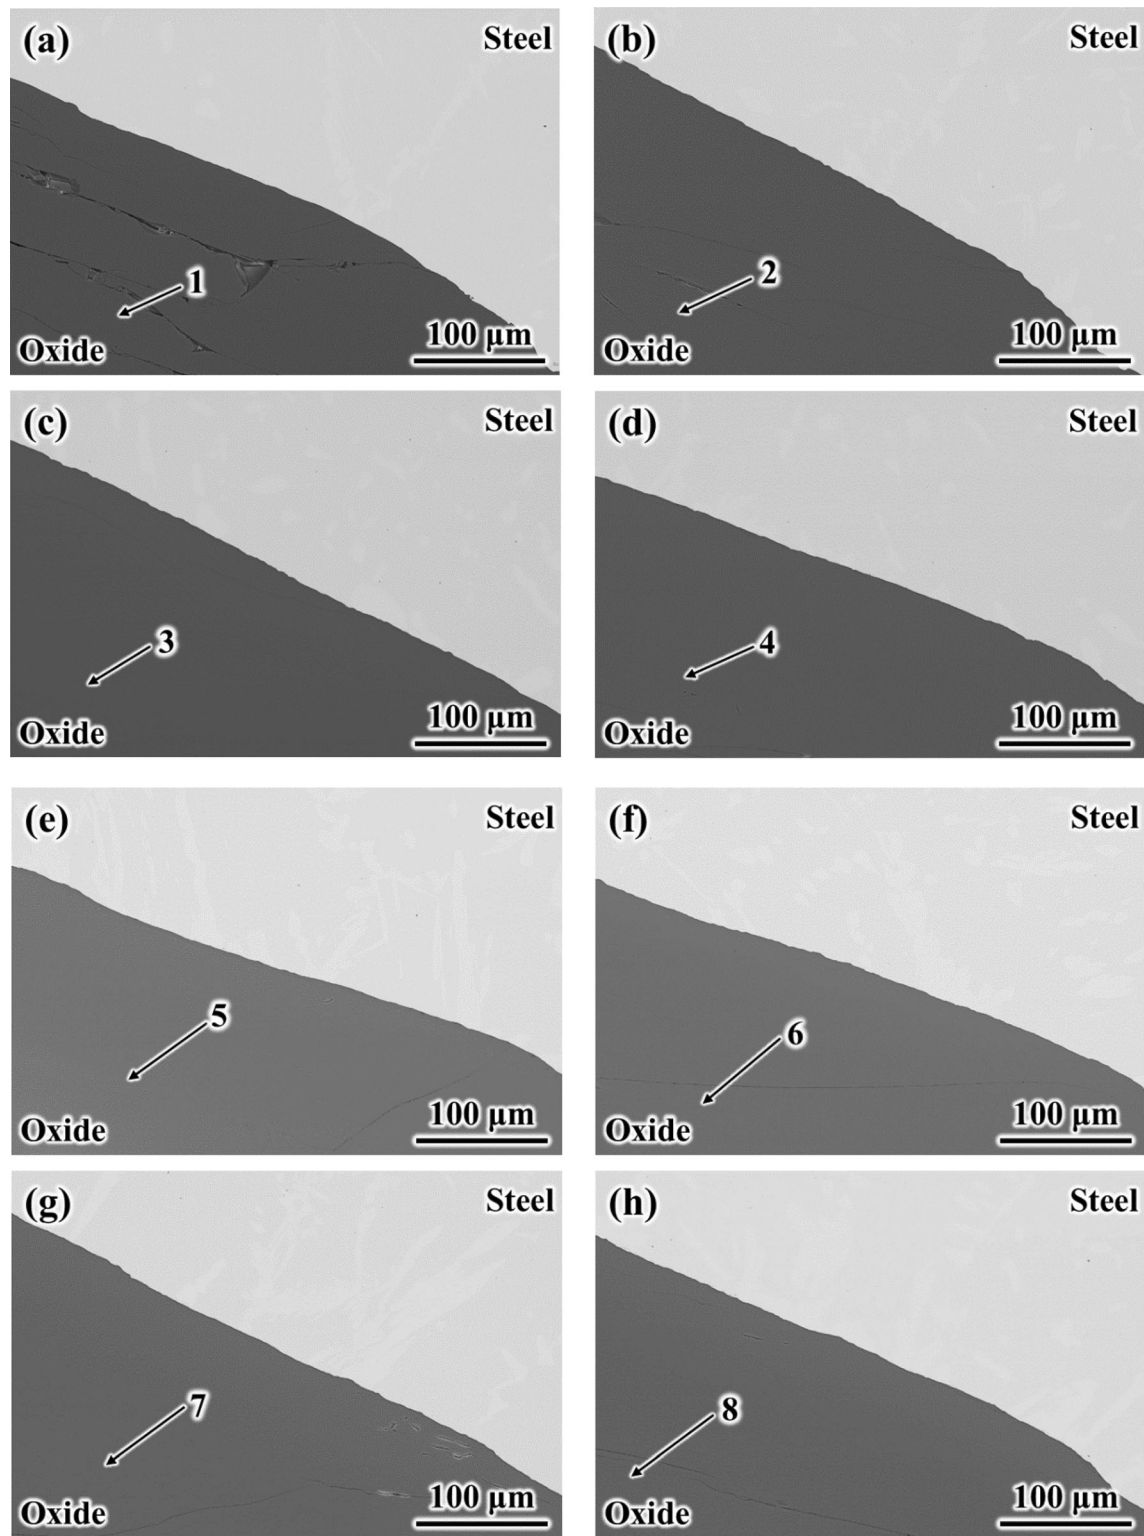 (a) Steel
1
100 µm
Oxide
(b) Steel
2
100 µm
Oxide
(c) Steel
3
100 µm
Oxide
(d) Steel
4
100 µm
Oxide
(e) Steel
5
100 µm
Oxide
(f) Steel
6
100 µm
Oxide
(g) Steel
7
100 µm
Oxide
(h) Steel
8
100 µm
Oxide